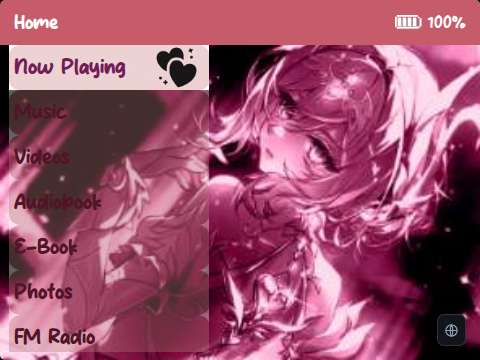 Home
100%
Now Playing
Music
Videos
Audiobook
E-Book
Photos
FM Radio